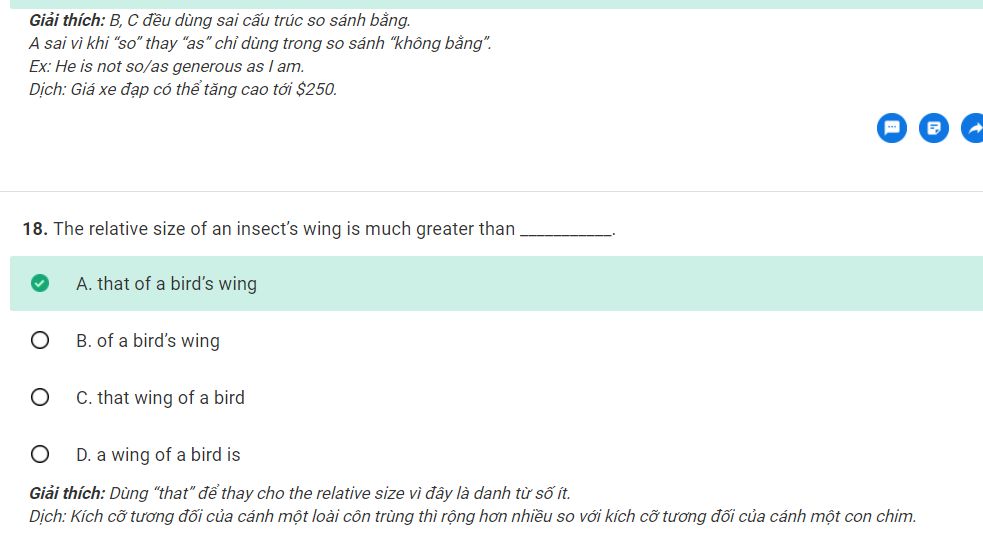 Giải thích: B, C đều dùng sai cấu trúc so sánh bằng.
A sai vì khi “so” thay “as” chỉ dùng trong so sánh “không bằng”.
Ex: He is not so/as generous as I am.
Dịch: Giá xe đạp có thể tăng cao tới $250.
18. The relative size of an insect’s wing is much greater than ___________.
A. that of a bird’s wing
B. of a bird’s wing
C. that wing of a bird
D. a wing of a bird is
Giải thích: Dùng “that” để thay cho the relative size vì đây là danh từ số ít.
Dịch: Kích cỡ tương đối của cánh một loài côn trùng thì rộng hơn nhiều so với kích cỡ tương đối của cánh một con chim.